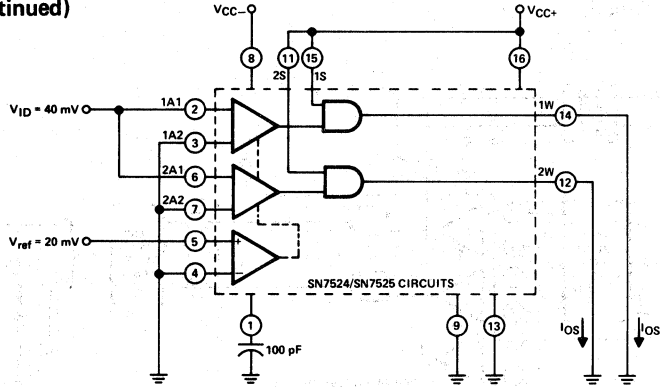 tinued)
VCC–
VCC+
8
11
15
16
2S
1S
VID = 40 mV
1A1
2
1W
14
1A2
3
2A1
6
2W
12
2A2
7
Vref = 20 mV
5
+
4
–
SN7524/SN7525 CIRCUITS
1
9
13
100 pF
IOS
IOS